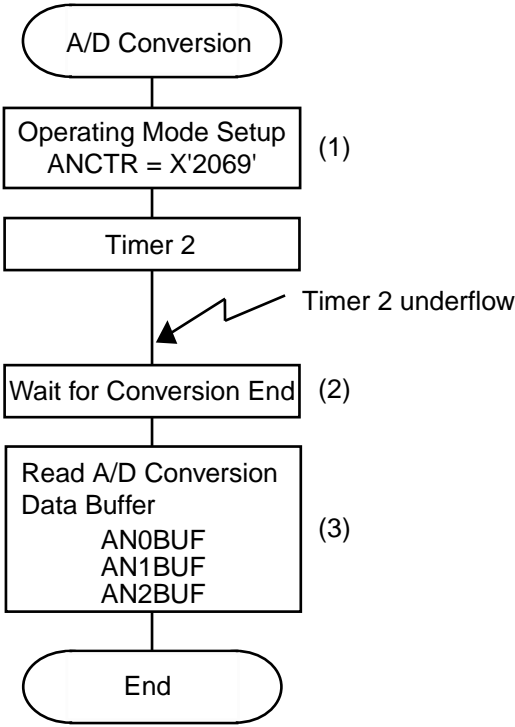 A/D Conversion
Operating Mode Setup
ANCTR = X'2069'
(1)
Timer 2
Timer 2 underflow
Wait for Conversion End
(2)
Read A/D Conversion
Data Buffer
AN0BUF
AN1BUF
AN2BUF
(3)
End